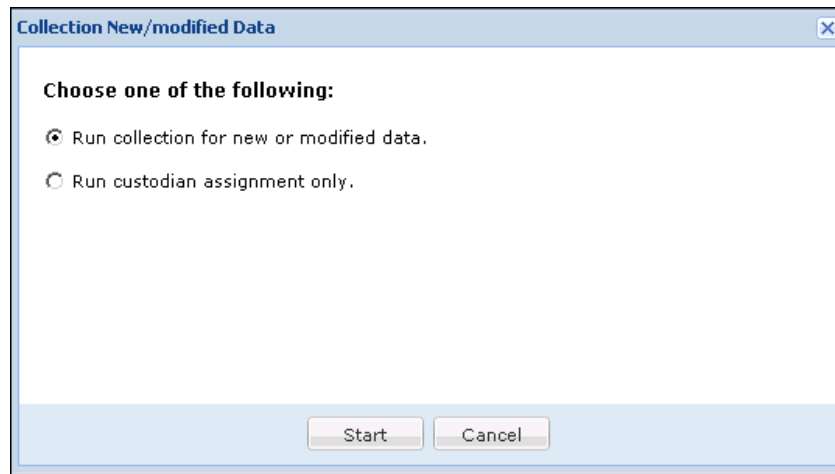 Collection New/modified Data
Choose one of the following:
Run collection for new or modified data.
Run custodian assignment only.
Start Cancel